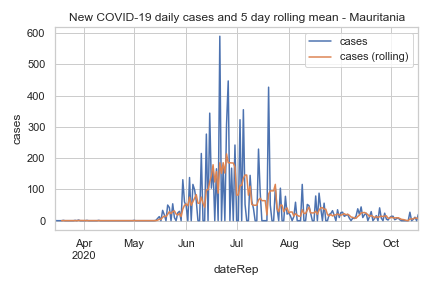 New COVID-19 daily cases and 5 day rolling mean - Mauritania
cases
cases (rolling)
600
500
400
300
200
100
0
cases
Apr
2020
May
Jun
Jul
Aug
Sep
Oct
dateRep